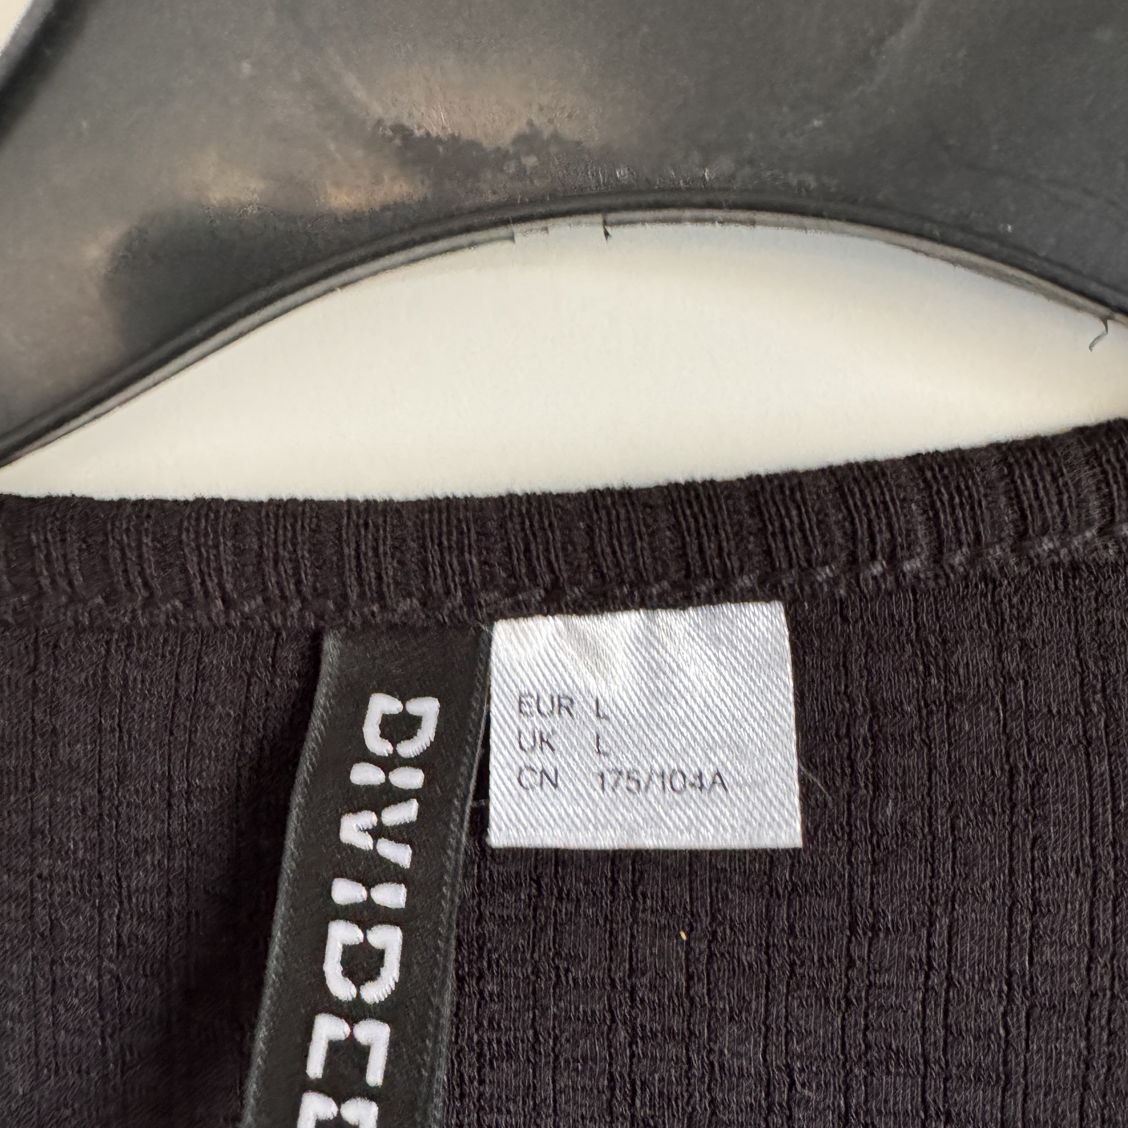 DIVIDED
EUR L
UK L
CN 175/104A